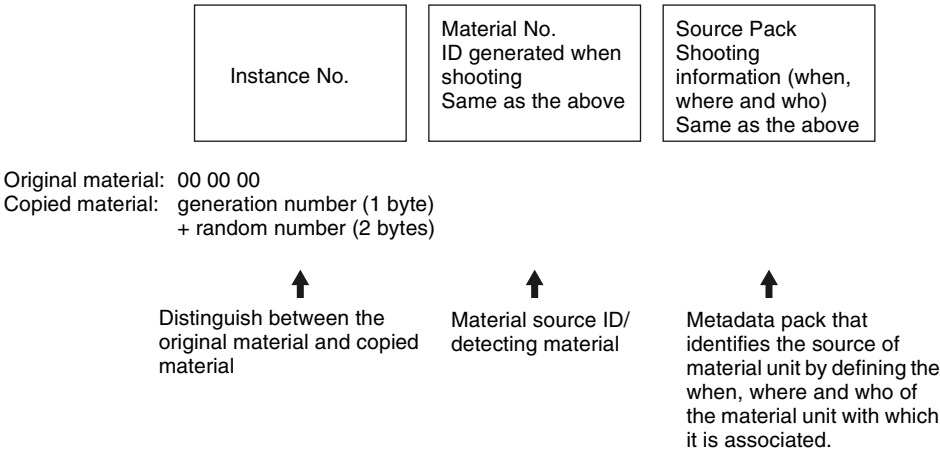 Instance No.
Material No.
ID generated when
shooting
Same as the above
Source Pack
Shooting
information (when,
where and who)
Same as the above
Original material: 00 00 00
Copied material: generation number (1 byte)
+ random number (2 bytes)
Distinguish between the
original material and copied
material
Material source ID/
detecting material
Metadata pack that
identifies the source of
material unit by defining the
when, where and who of
the material unit with which
it is associated.